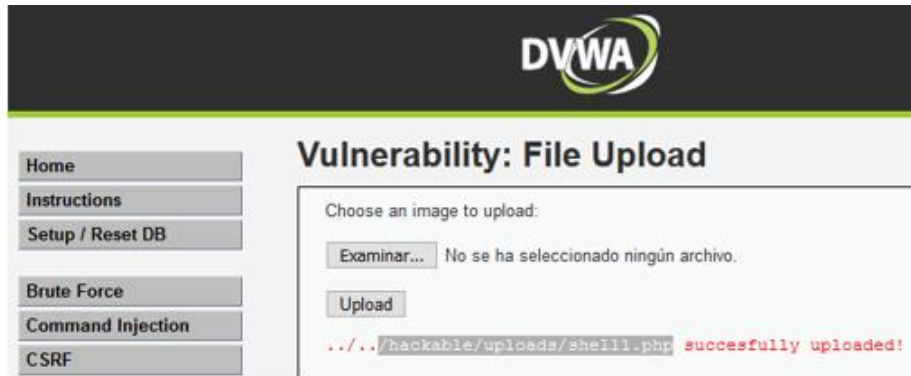 DVWA
Vulnerability: File Upload
Home
Instructions
Setup / Reset DB
Brute Force
Command Injection
CSRF
Choose an image to upload:
Examinar... No se ha seleccionado ningún archivo.
Upload
../../hackable/uploads/shell1.php succesfully uploaded!